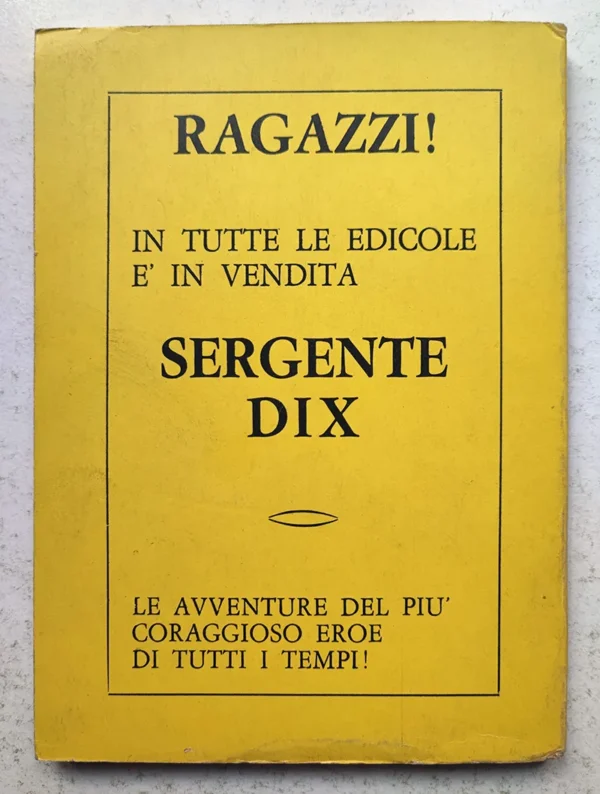 RAGAZZI!
IN TUTTE LE EDICOLE
E' IN VENDITA
SERGENTE
DIX
LE AVVENTURE DEL PIU'
CORAGGIOSO EROE
DI TUTTI I TEMPI!